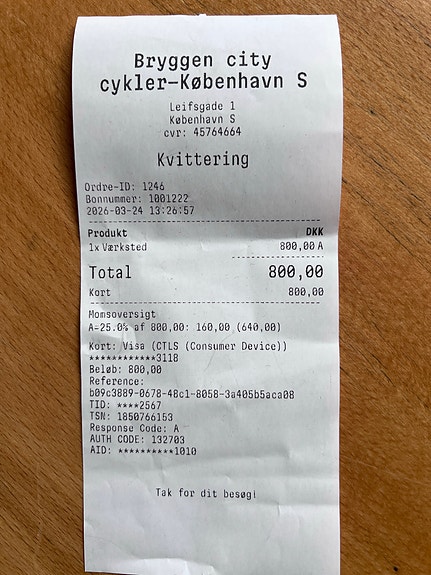 Bryggen city
cykler-København S
Leifsgade 1
København S
cvr: 45764664
Kvittering
Ordre-ID: 1246
Bonnummer: 1001222
2026-03-24 13:26:57
Produkt DKK
1x Værksted 800,00 A
Total 800,00
Kort 800,00
Momsoversigt
A=25.0% af 800,00: 160,00 (640,00)
Kort: Visa (CTLS (Consumer Device))
************3118
Beløb: 800,00
Reference:
b09c3889-0678-48c1-8058-3a405b5aca08
TID: ****2567
TSN: 1850766153
Response Code: A
AUTH CODE: 132703
AID: **********1010
Tak for dit besøg!